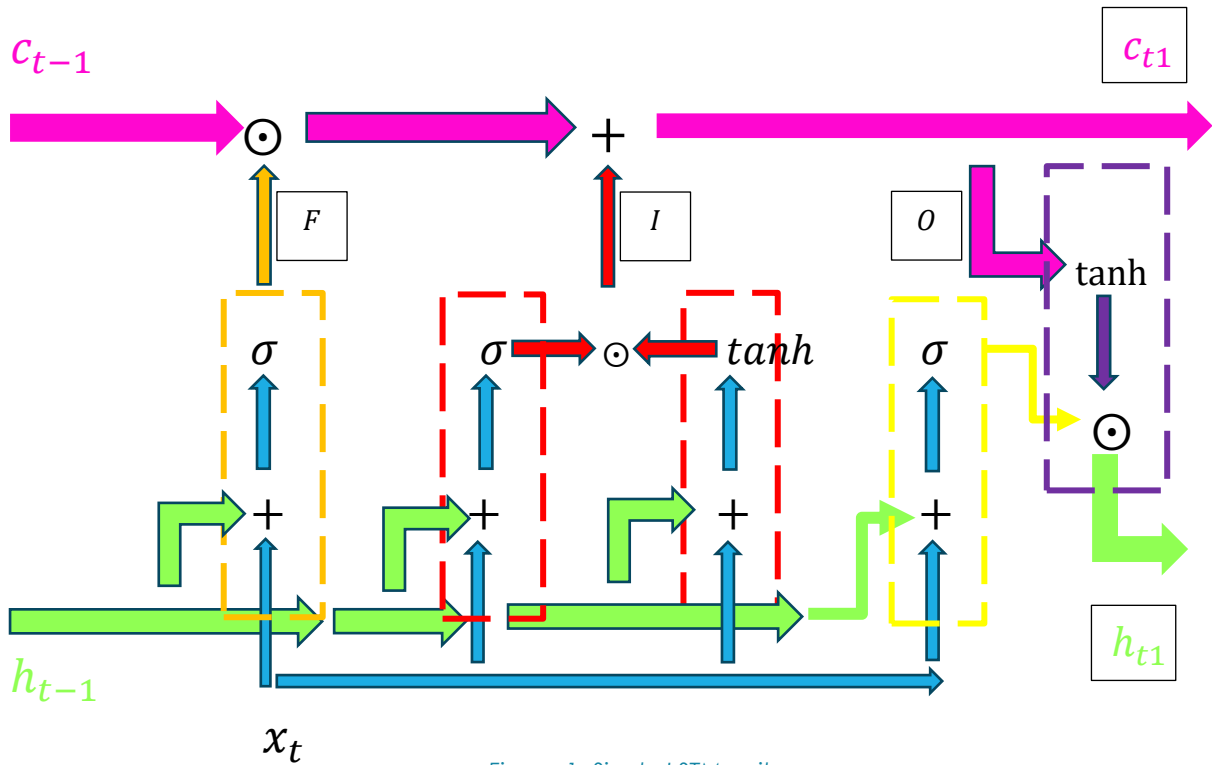 c_{t−1}
c_{t1}
⊙ +
F I O
tanh
σ σ ⊙ tanh σ
⊙
+ + + +
h_{t−1}
h_{t1}
x_t